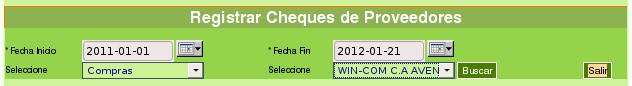 Registrar Cheques de Proveedores
* Fecha Inicio 2011-01-01 * Fecha Fin 2012-01-21
Seleccione Compras Seleccione WIN-COM C.A AVEN Buscar Salir